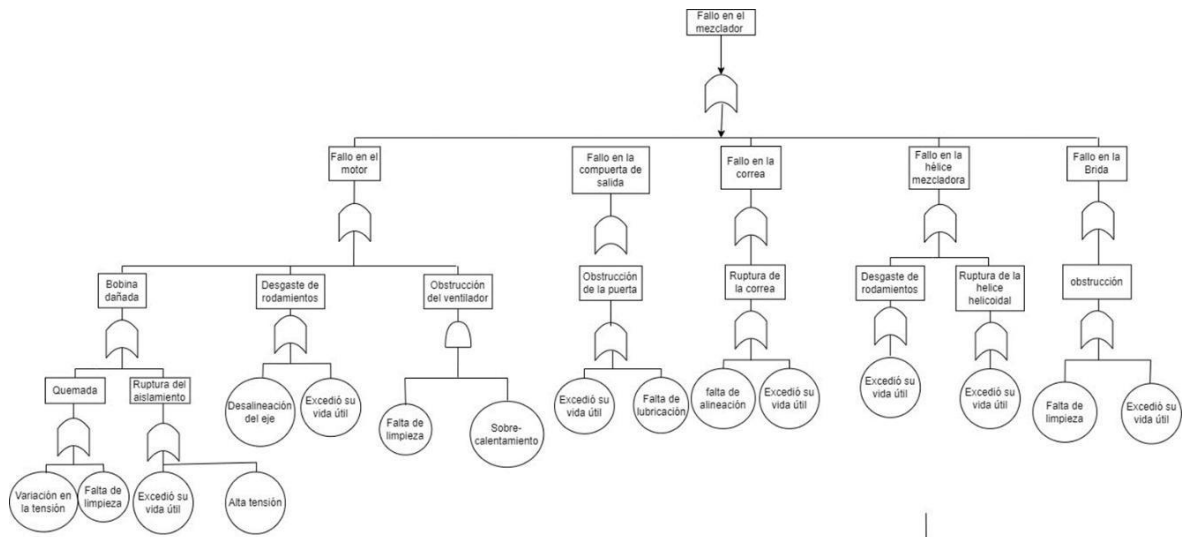 Fallo en el
mezclador
Fallo en el
motor
Fallo en la
compuerta de
salida
Fallo en la
correa
Fallo en la
hélice
mezcladora
Fallo en la
Brida
Bobina
dañada
Desgaste de
rodamientos
Obstrucción
del ventilador
Obstrucción
de la puerta
Ruptura de
la correa
Desgaste de
rodamientos
Ruptura de la
helice
helicoidal
obstrucción
Quemada
Ruptura del
aislamiento
Desalineación
del eje
Excedió su
vida útil
Falta de
limpieza
Sobre-
calentamiento
Excedió su
vida útil
Falta de
lubricación
falta de
alineación
Excedió su
vida útil
Excedió su
vida útil
Excedió su
vida útil
Falta de
limpieza
Excedió su
vida útil
Variación en
la tensión
Falta de
limpieza
Excedió su
vida útil
Alta tensión